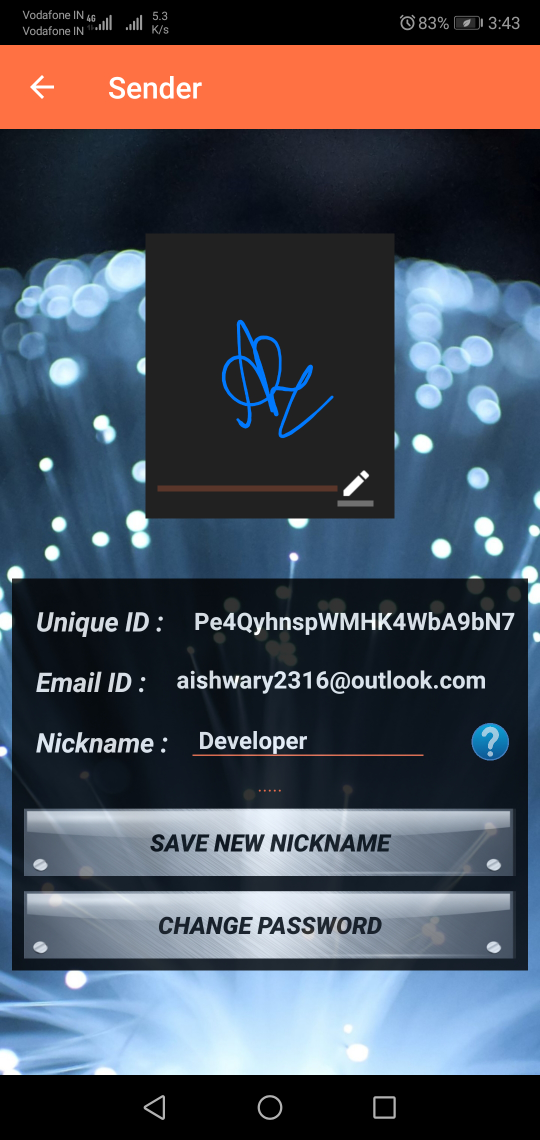 Vodafone IN 4G 5.3 83% 3:43
Vodafone IN K/s
Sender
Unique ID : Pe4QyhnspWMHK4WbA9bN7
Email ID : aishwary2316@outlook.com
Nickname : Developer ?
.....
SAVE NEW NICKNAME
CHANGE PASSWORD